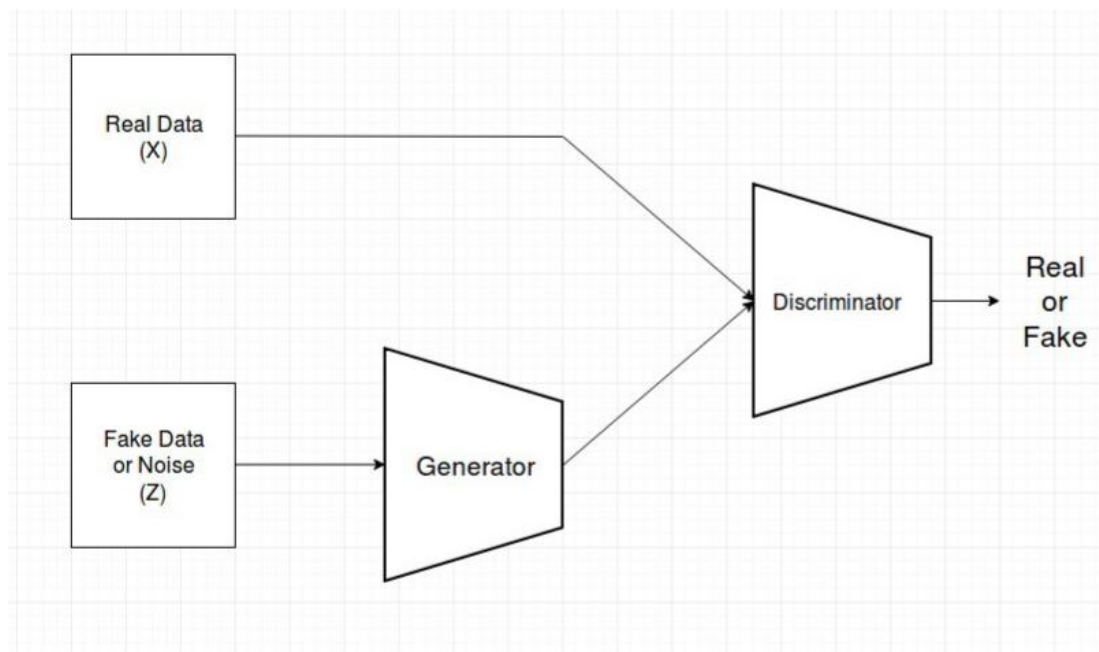 Real Data
(X)
Fake Data
or Noise
(Z)
Generator
Discriminator
Real
or
Fake